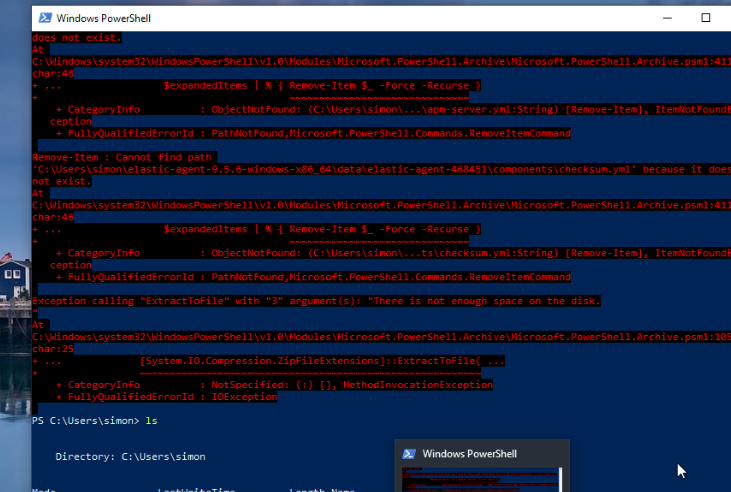 Windows PowerShell
does not exist.
At
C:\Windows\system32\WindowsPowerShell\v1.0\Modules\Microsoft.PowerShell.Archive\Microsoft.PowerShell.Archive.psm1:411
char:46
+ ... $expandedItems | % { Remove-Item $_ -Force -Recurse }
+ ~~~~~~~~~~~~~~~~~~~~~~~~~~~~~~~
+ CategoryInfo : ObjectNotFound: (C:\Users\simon\...\apm-server.yml:String) [Remove-Item], ItemNotFoundE
ception
+ FullyQualifiedErrorId : PathNotFound,Microsoft.PowerShell.Commands.RemoveItemCommand
Remove-Item : Cannot find path
'C:\Users\simon\elastic-agent-9.5.6-windows-x86_64\data\elastic-agent-468451\components\checksum.yml' because it does
not exist.
At
C:\Windows\system32\WindowsPowerShell\v1.0\Modules\Microsoft.PowerShell.Archive\Microsoft.PowerShell.Archive.psm1:411
char:46
+ ... $expandedItems | % { Remove-Item $_ -Force -Recurse }
+ ~~~~~~~~~~~~~~~~~~~~~~~~~~~~~~~
+ CategoryInfo : ObjectNotFound: (C:\Users\simon\...ts\checksum.yml:String) [Remove-Item], ItemNotFoundE
ception
+ FullyQualifiedErrorId : PathNotFound,Microsoft.PowerShell.Commands.RemoveItemCommand
Exception calling "ExtractToFile" with "3" argument(s): "There is not enough space on the disk.
"
At
C:\Windows\system32\WindowsPowerShell\v1.0\Modules\Microsoft.PowerShell.Archive\Microsoft.PowerShell.Archive.psm1:105
char:25
+ ... [System.IO.Compression.ZipFileExtensions]::ExtractToFile( ...
+ ~~~~~~~~~~~~~~~~~~~~~~~~~~~~~~~~~~~~~~~~~~~~~~~~~~~~~~~~~
+ CategoryInfo : NotSpecified: (:) [], MethodInvocationException
+ FullyQualifiedErrorId : IOException
PS C:\Users\simon> ls
Directory: C:\Users\simon
Windows PowerShell
Mode LastWriteTime Length Name